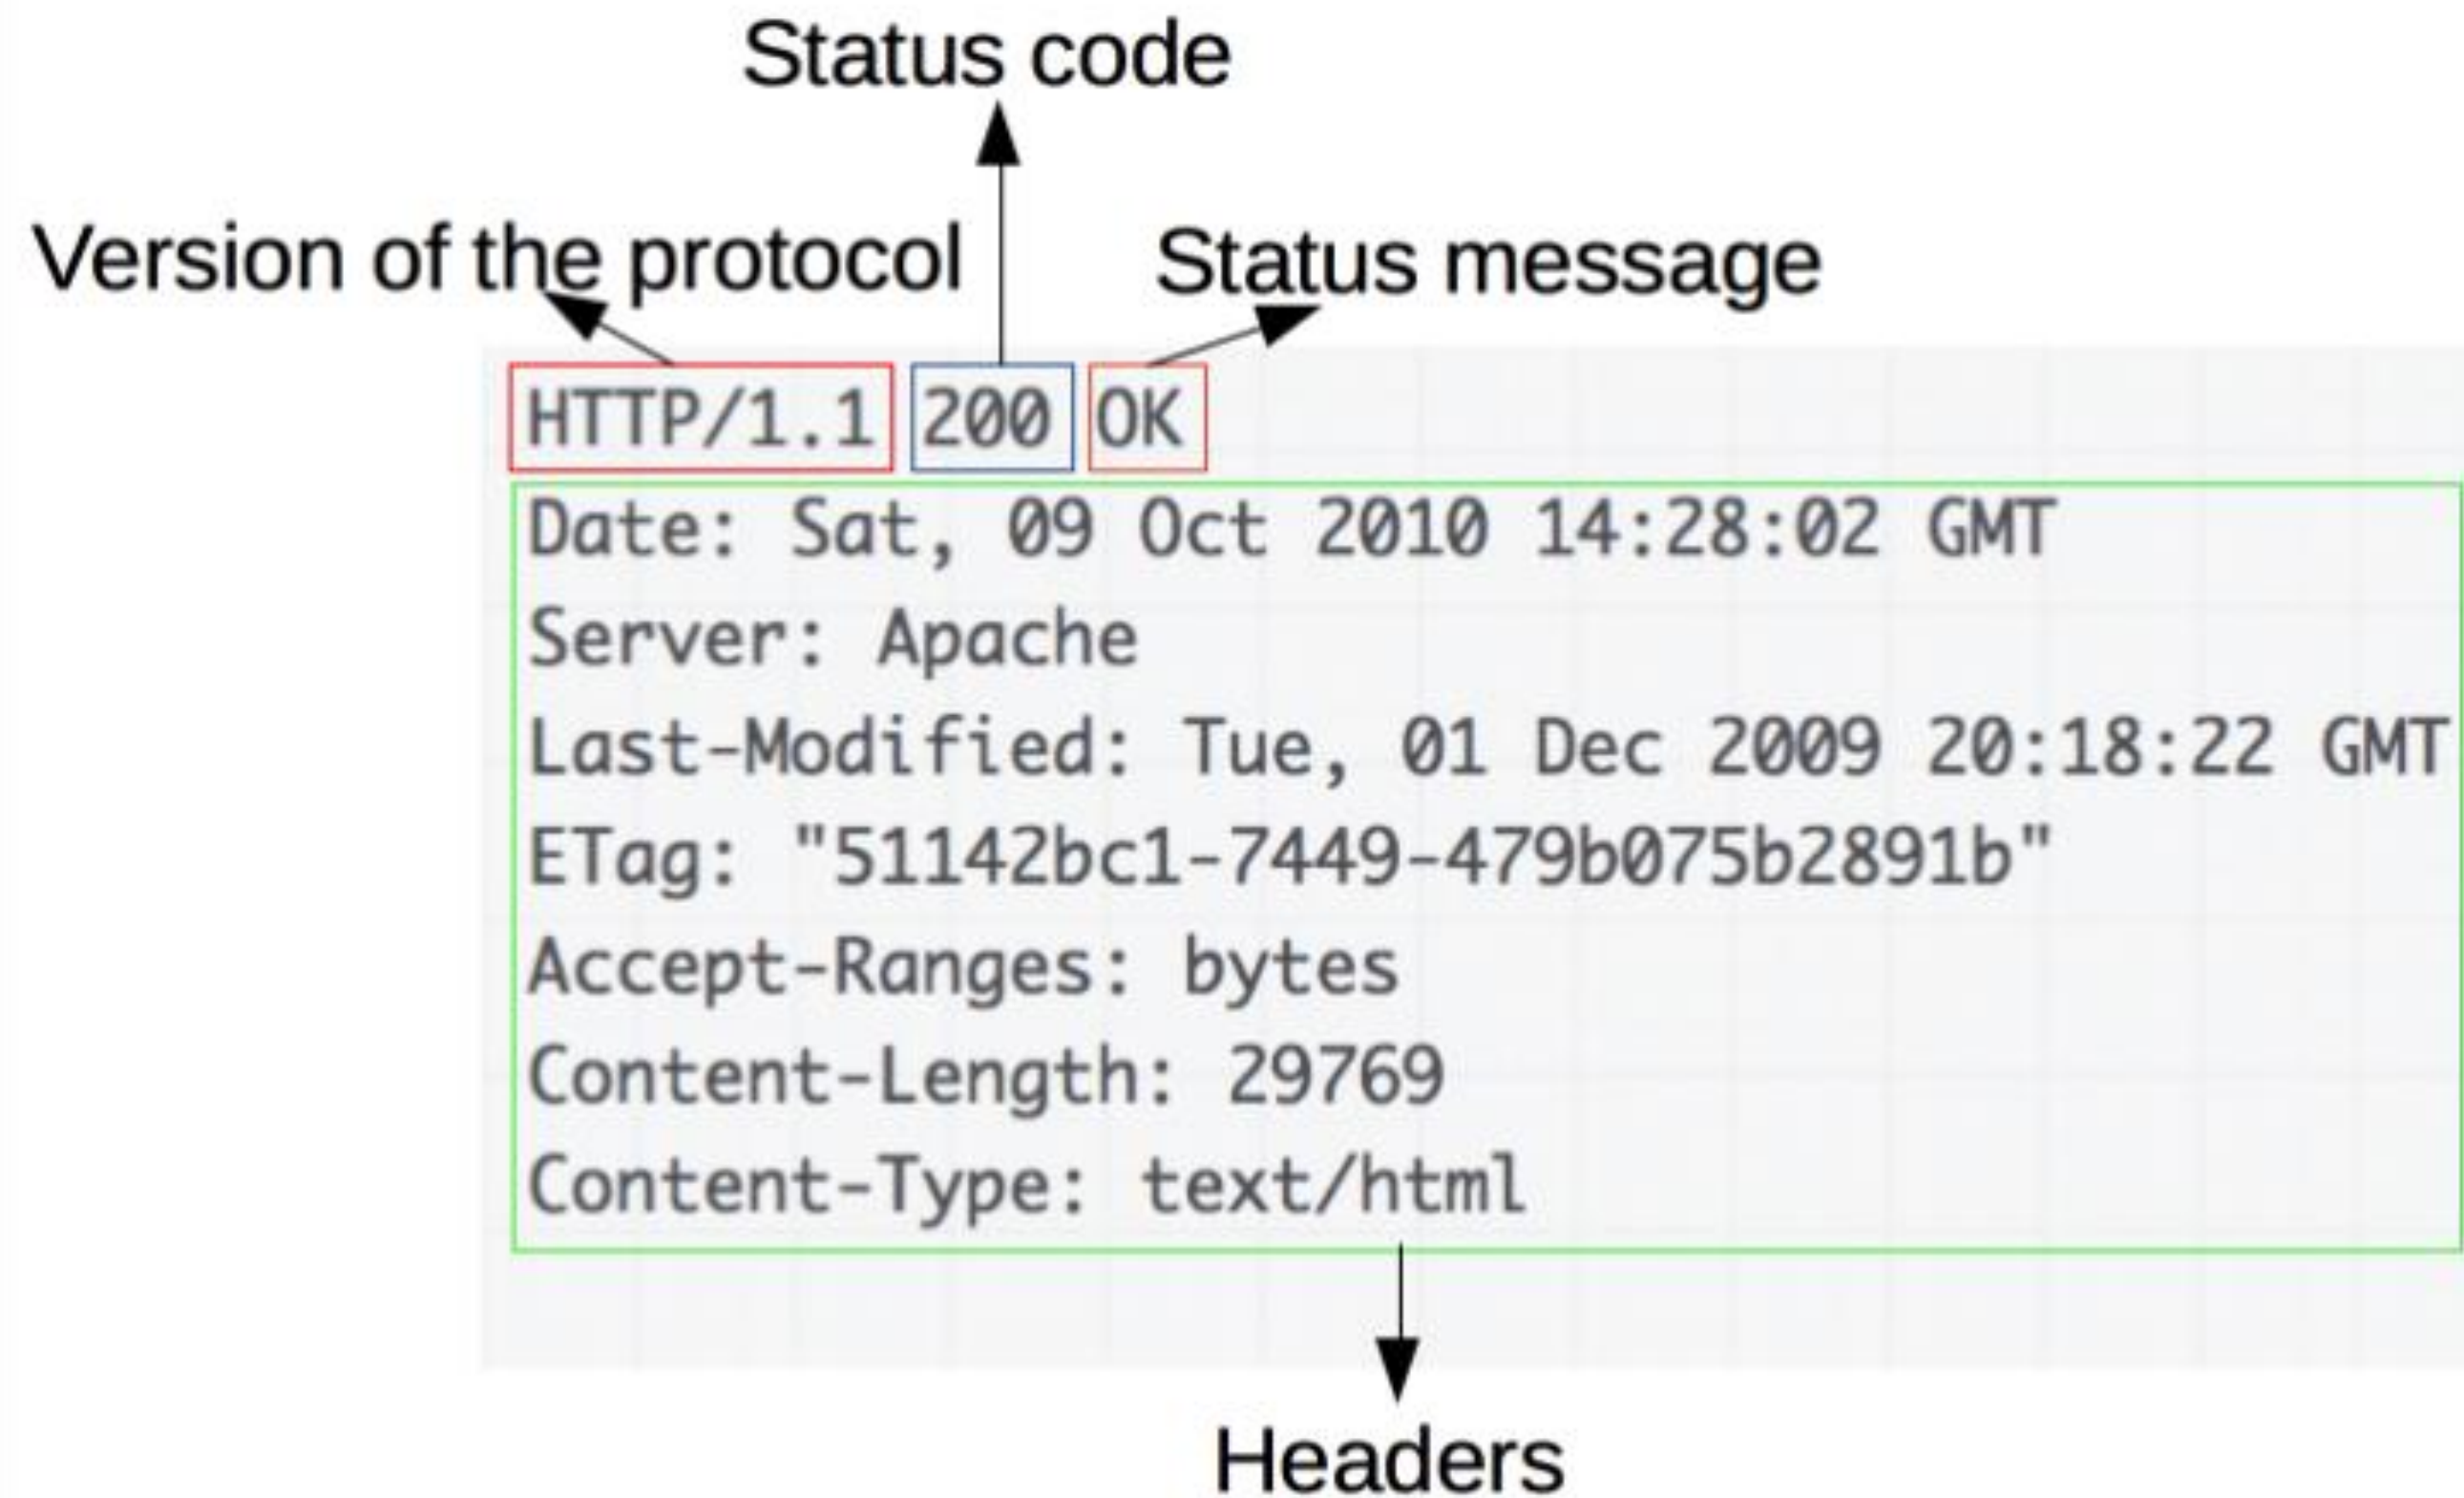 Status code
Version of the protocol
Status message
HTTP/1.1 200 OK
Date: Sat, 09 Oct 2010 14:28:02 GMT
Server: Apache
Last-Modified: Tue, 01 Dec 2009 20:18:22 GMT
ETag: "51142bc1-7449-479b075b2891b"
Accept-Ranges: bytes
Content-Length: 29769
Content-Type: text/html
Headers